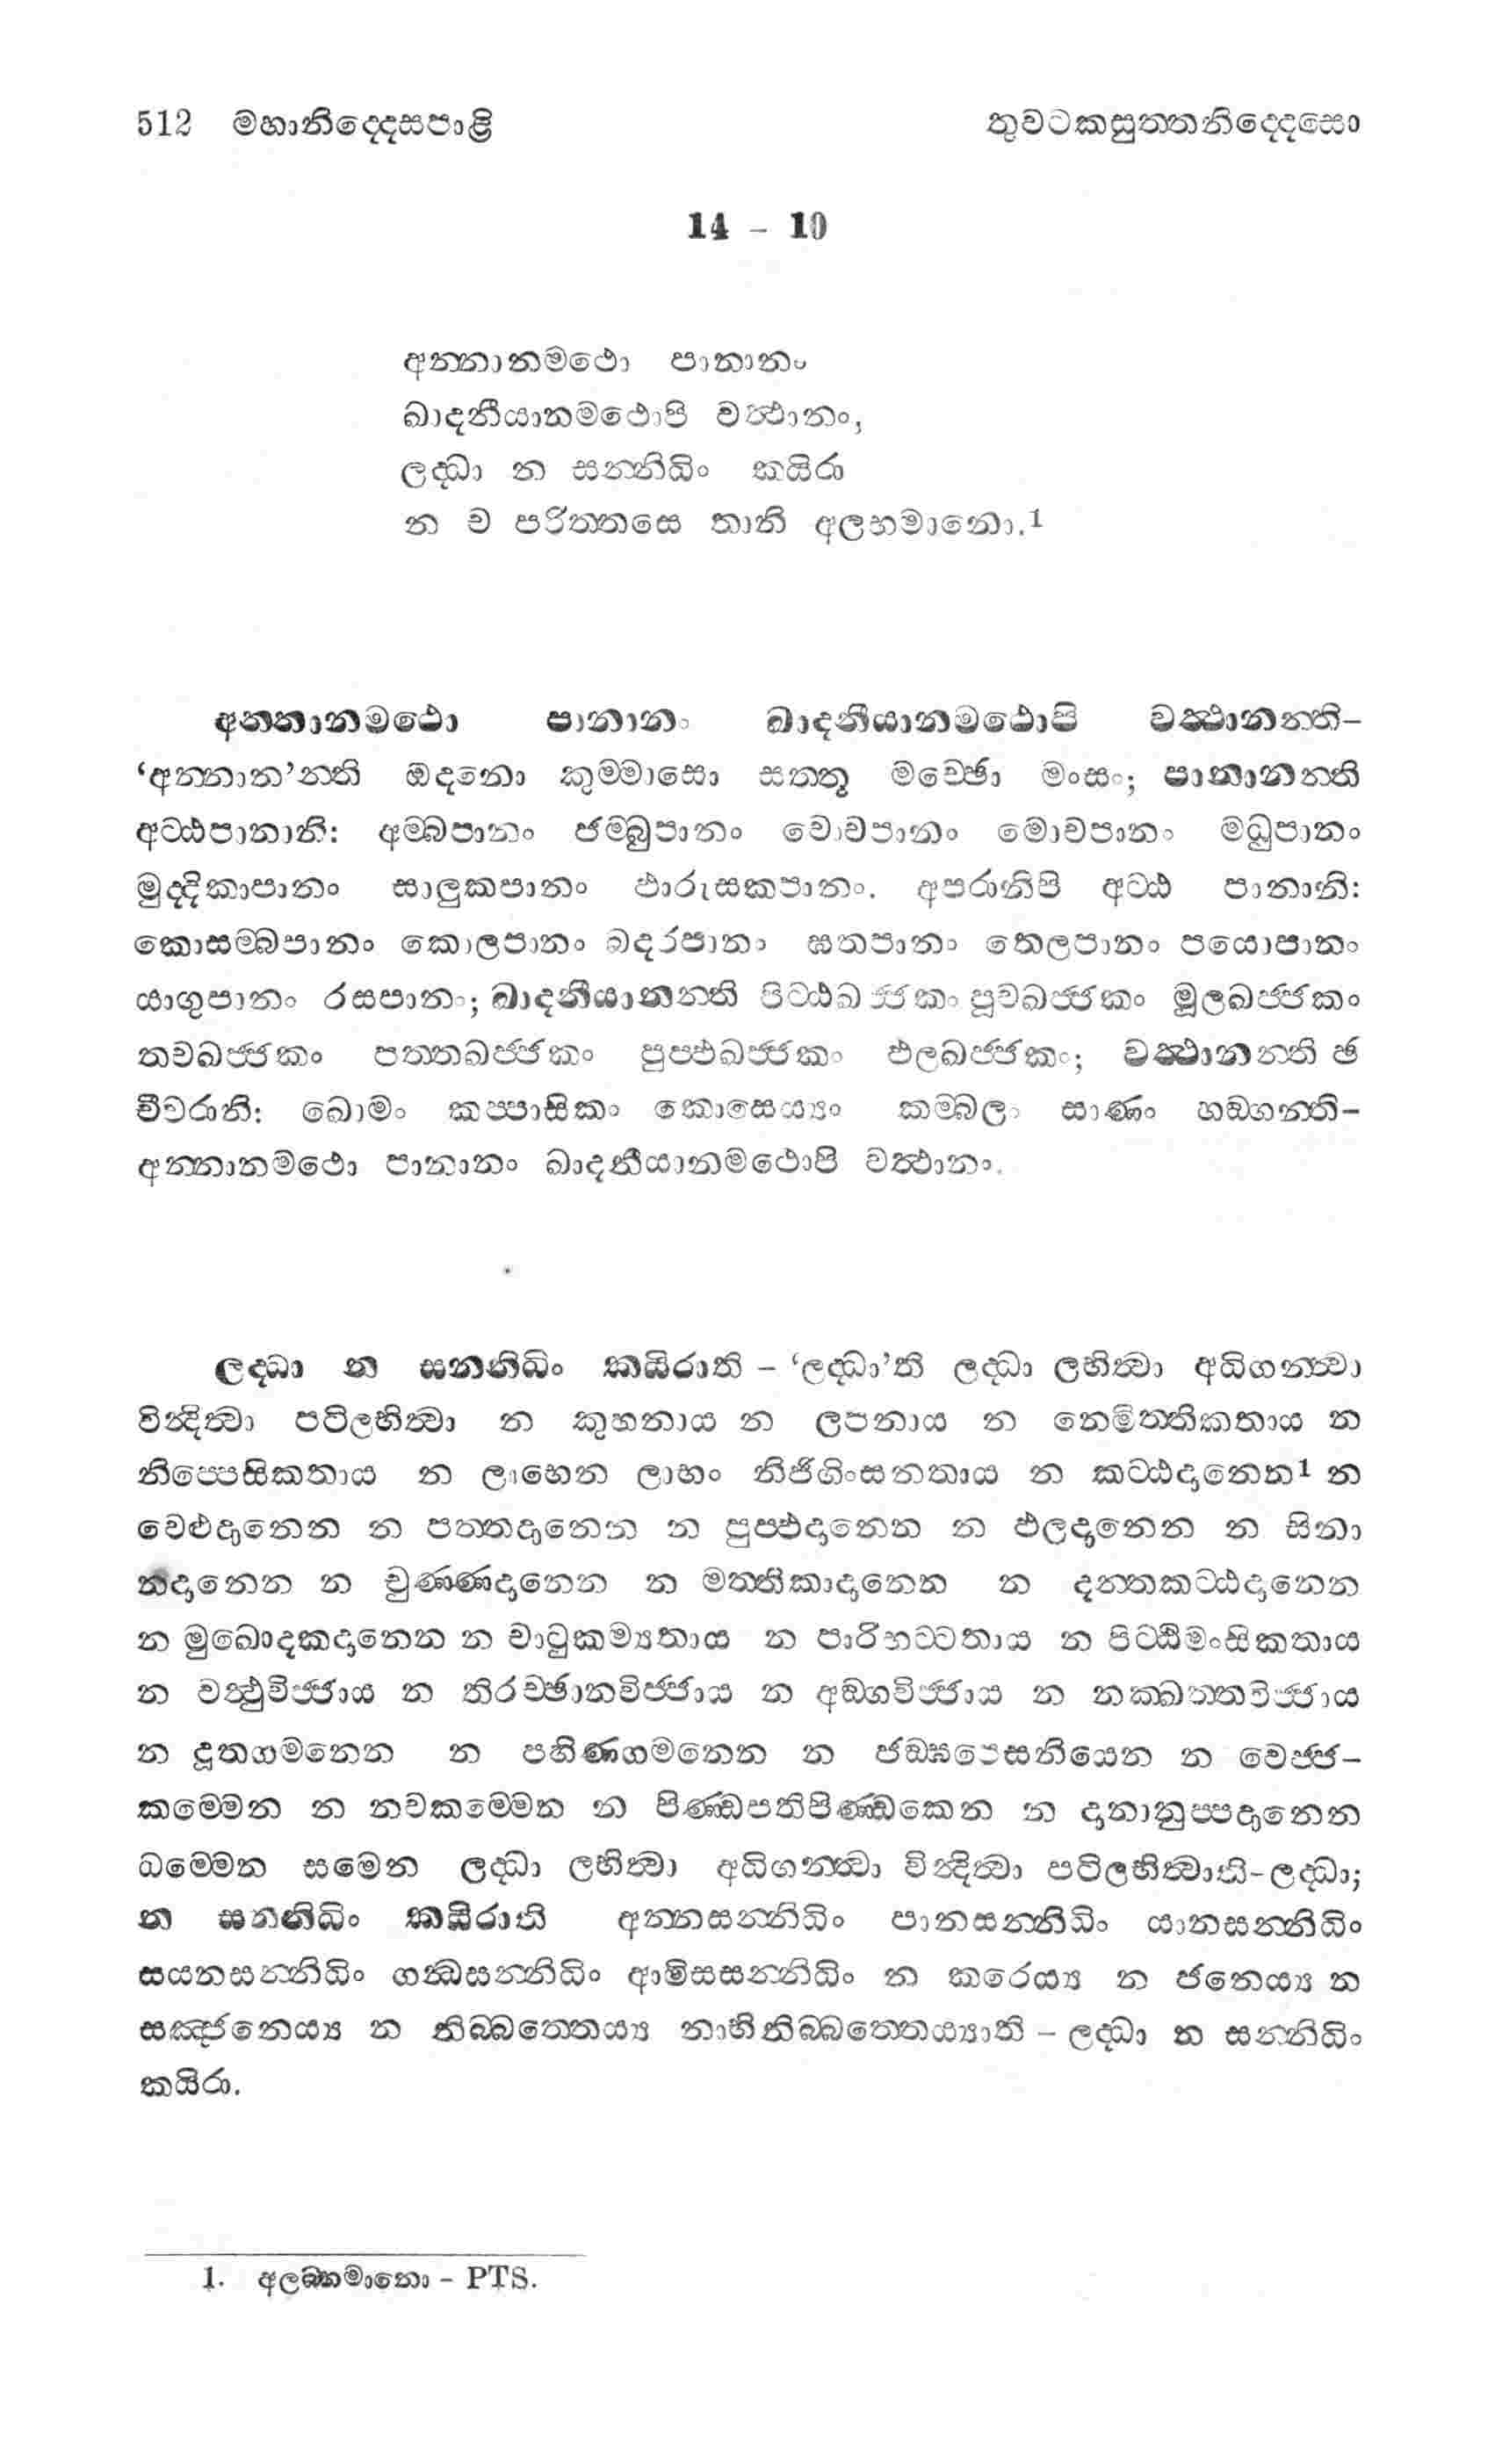 512 මහානිද්දෙසපාළි තුවටකසුත්තනිද්දෙසො
14 - 10
අන්නානමථො පානානං
ඛාදනීයානමථොපි වත්ථානං,
ලද්ධා න සන්නිධිං කයිරා
න ච පරිත්තසෙ තානි අලභමානො.1
අන්නානමථො පානානං ඛාදනීයානමථොපි වත්ථානන්ති–
‘අන්නාන’න්ති ඔදනො කුම්මාසො සත්තු මච්ඡො මංසං; පානානන්ති
අට්ඨපානානි: අම්බපානං ජම්බුපානං චොචපානං මොචපානං මධුපානං
මුද්දිකාපානං සාලුකපානං ඵාරුසකපානං. අපරානිපි අට්ඨ පානානි:
කොසම්බපානං කොලපානං බදරපානං ඝතපානං තෙලපානං පයොපානං
යාගුපානං රසපානං; ඛාදනීයානන්ති පිට්ඨඛජ්ජකං පූවඛජ්ජකං මූලඛජ්ජකං
තචඛජ්ජකං පත්තඛජ්ජකං පුප්ඵඛජ්ජකං ඵලඛජ්ජකං; වත්ථානන්ති ඡ
චීවරානි: ඛොමං කප්පාසිකං කොසෙය්‍යං කම්බලං සාණං භඞ්ගන්ති–
අන්නානමථො පානානං ඛාදනීයානමථොපි වත්ථානං.
ලද්ධා න සන්නිධිං කයිරාති – ‘ලද්ධා’ති ලද්ධා ලභිත්වා අධිගන්ත්වා
වින්දිත්වා පටිලභිත්වා න කුහනාය න ලපනාය න නෙමිත්තිකතාය න
නිප්පෙසිකතාය න ලාභෙන ලාභං නිජිගිංසනතාය න කට්ඨදානෙන1 න
වෙළුදානෙන න පත්තදානෙන න පුප්ඵදානෙන න ඵලදානෙන න සිනා
නදානෙන න චුණ්ණදානෙන න මත්තිකාදානෙන න දන්තකට්ඨදානෙන
න මුඛොදකදානෙන න චාටුකම්‍යතාය න පාරිභට්ටතාය න පිට්ඨිමංසිකතාය
න වත්ථුවිජ්ජාය න තිරච්ඡානවිජ්ජාය න අඞ්ගවිජ්ජාය න නක්ඛත්තවිජ්ජාය
න දූතගමනෙන න පහිණගමනෙන න ජඞ්ඝපෙසනියෙන න වෙජ්ජ–
කම්මෙන න නවකම්මෙන න පිණ්ඩපතිපිණ්ඩකෙන න දානානුප්පදානෙන
ධම්මෙන සමෙන ලද්ධා ලභිත්වා අධිගන්ත්වා වින්දිත්වා පටිලභිත්වාති-ලද්ධා;
න සන්නිධිං කයිරාති අන්නසන්නිධිං පානසන්නිධිං යානසන්නිධිං
සයනසන්නිධිං ගන්ධසන්නිධිං ආමිසසන්නිධිං න කරෙය්‍ය න ජනෙය්‍ය න
සඤ්ජනෙය්‍ය න නිබ්බත්තෙය්‍ය නාභිනිබ්බත්තෙය්‍යාති – ලද්ධා න සන්නිධිං
කයිරා.
1. අලබ්භමානො – PTS.